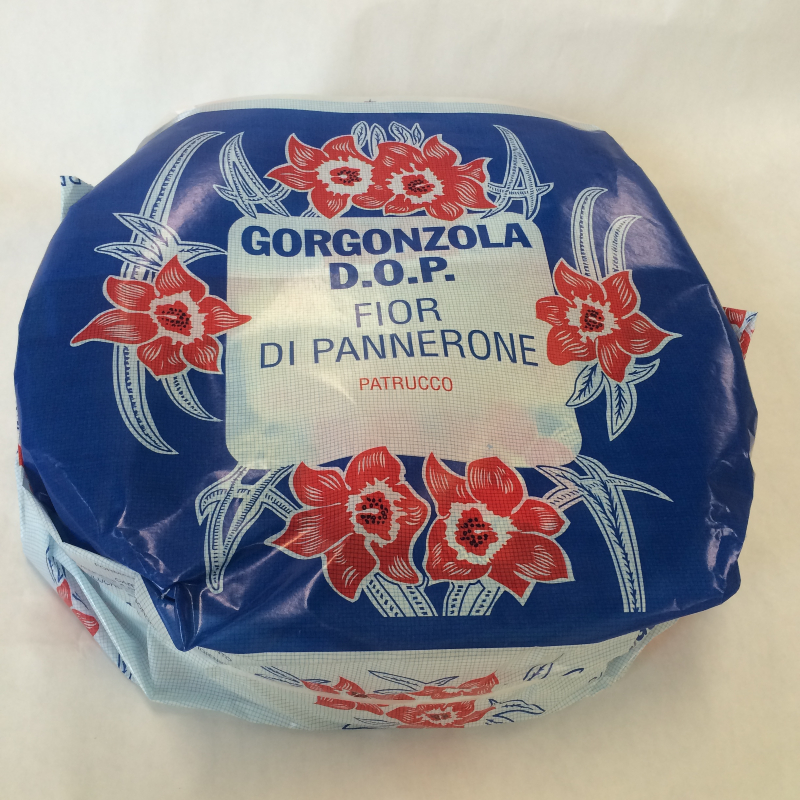 GORGONZOLA
D.O.P.
FIOR
DI PANNERONE
PATRUCCO